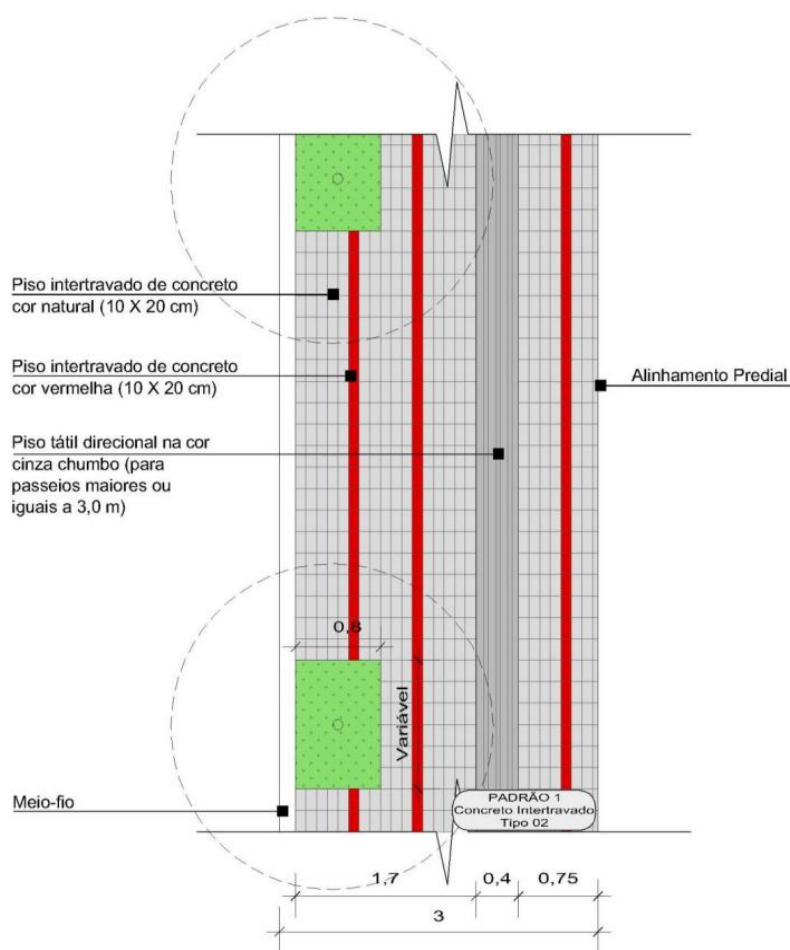 Piso intertravado de concreto
cor natural (10 X 20 cm)
Piso intertravado de concreto
cor vermelha (10 X 20 cm)
Alinhamento Predial
Piso tátil direcional na cor
cinza chumbo (para
passeios maiores ou
iguais a 3,0 m)
0,8
Variável
Meio-fio
PADRÃO 1
Concreto Intertravado
Tipo 02
1,7
0,4
0,75
3